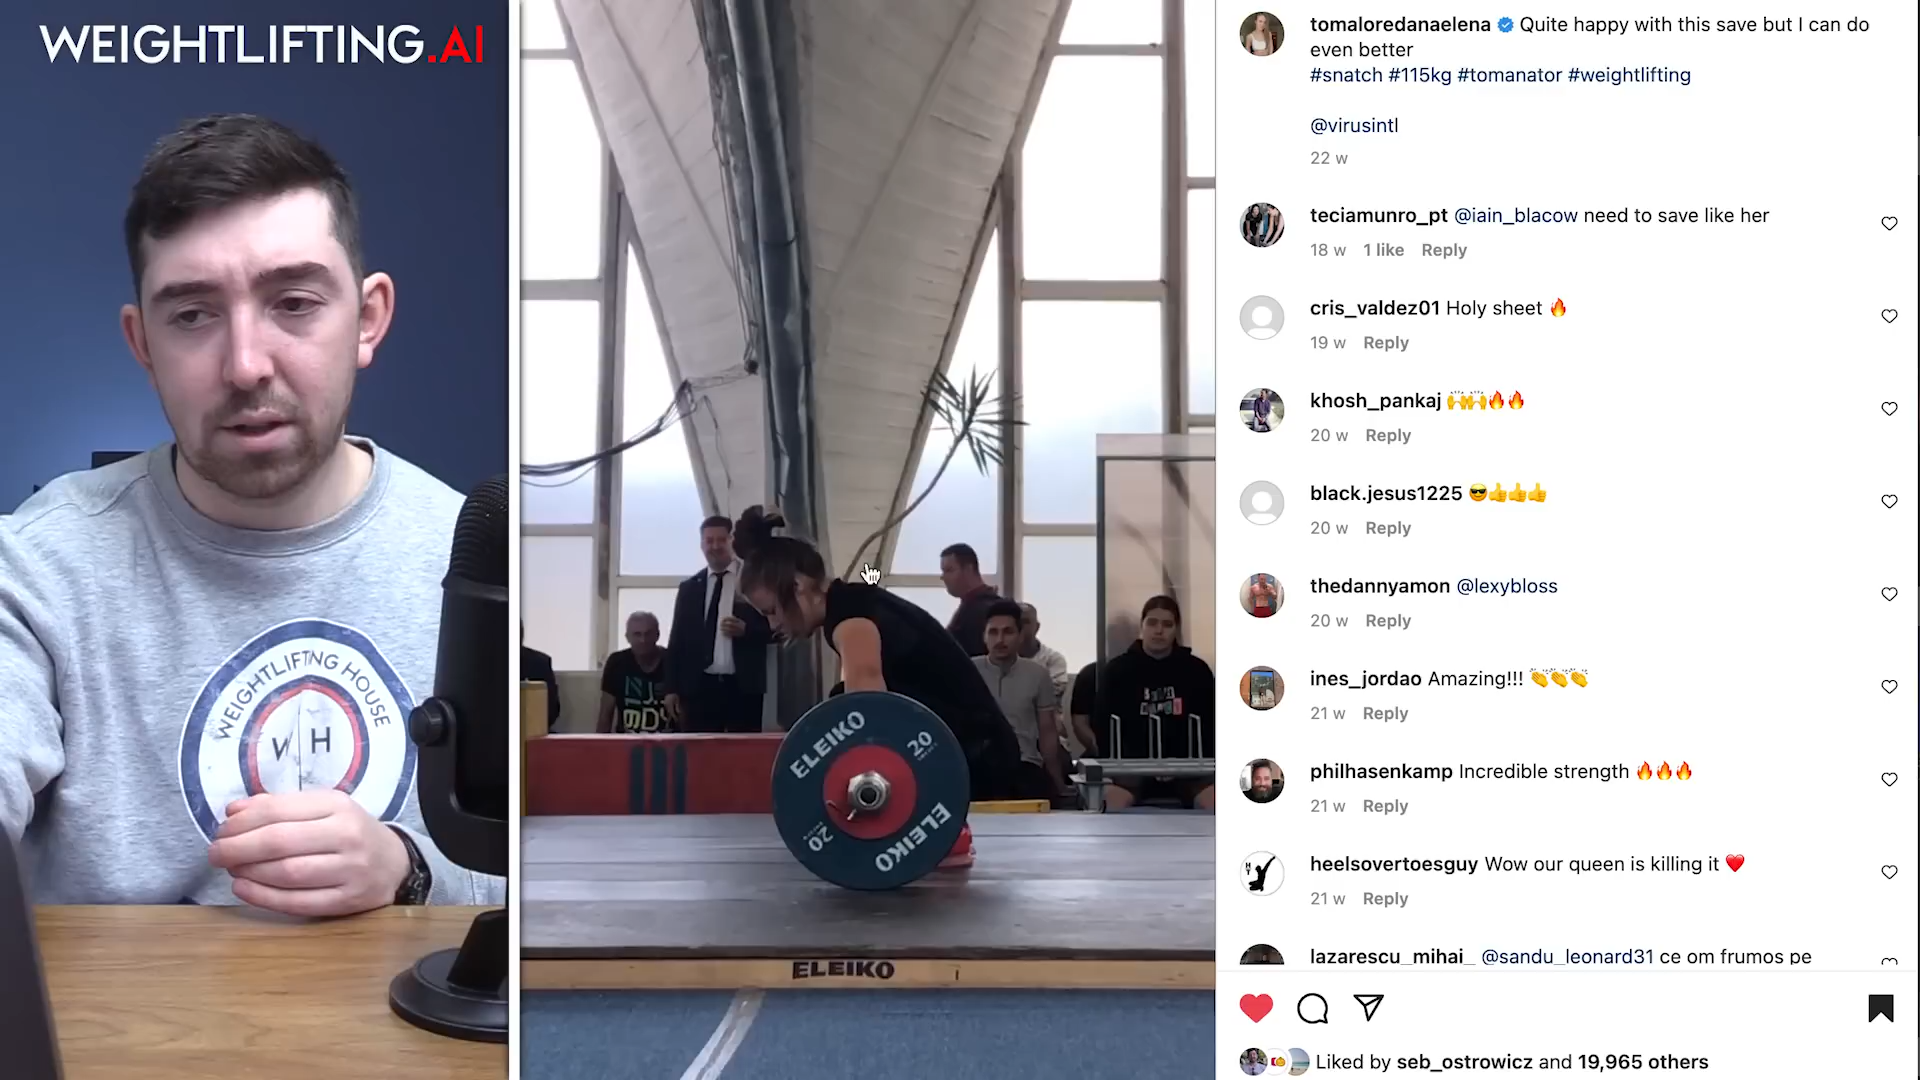 WEIGHTLIFTING.AI
WEIGHTLIFTING HOUSE
W H
ELEIKO
20
20
ELEIKO
ELEIKO
tomaloredanaelena Quite happy with this save but I can do
even better
#snatch #115kg #tomanator #weightlifting
@virusintl
22 w
teciamunro_pt @iain_blacow need to save like her
18 w 1 like Reply
cris_valdez01 Holy sheet 🔥
19 w Reply
khosh_pankaj 🙌🙌🔥🔥
20 w Reply
black.jesus1225 😎👍👍👍
20 w Reply
thedannyamon @lexybloss
20 w Reply
ines_jordao Amazing!!! 👏👏👏
21 w Reply
philhasenkamp Incredible strength 🔥🔥🔥
21 w Reply
heelsovertoesguy Wow our queen is killing it ❤️
21 w Reply
lazarescu_mihai_ @sandu_leonard31 ce om frumos pe
Liked by seb_ostrowicz and 19,965 others